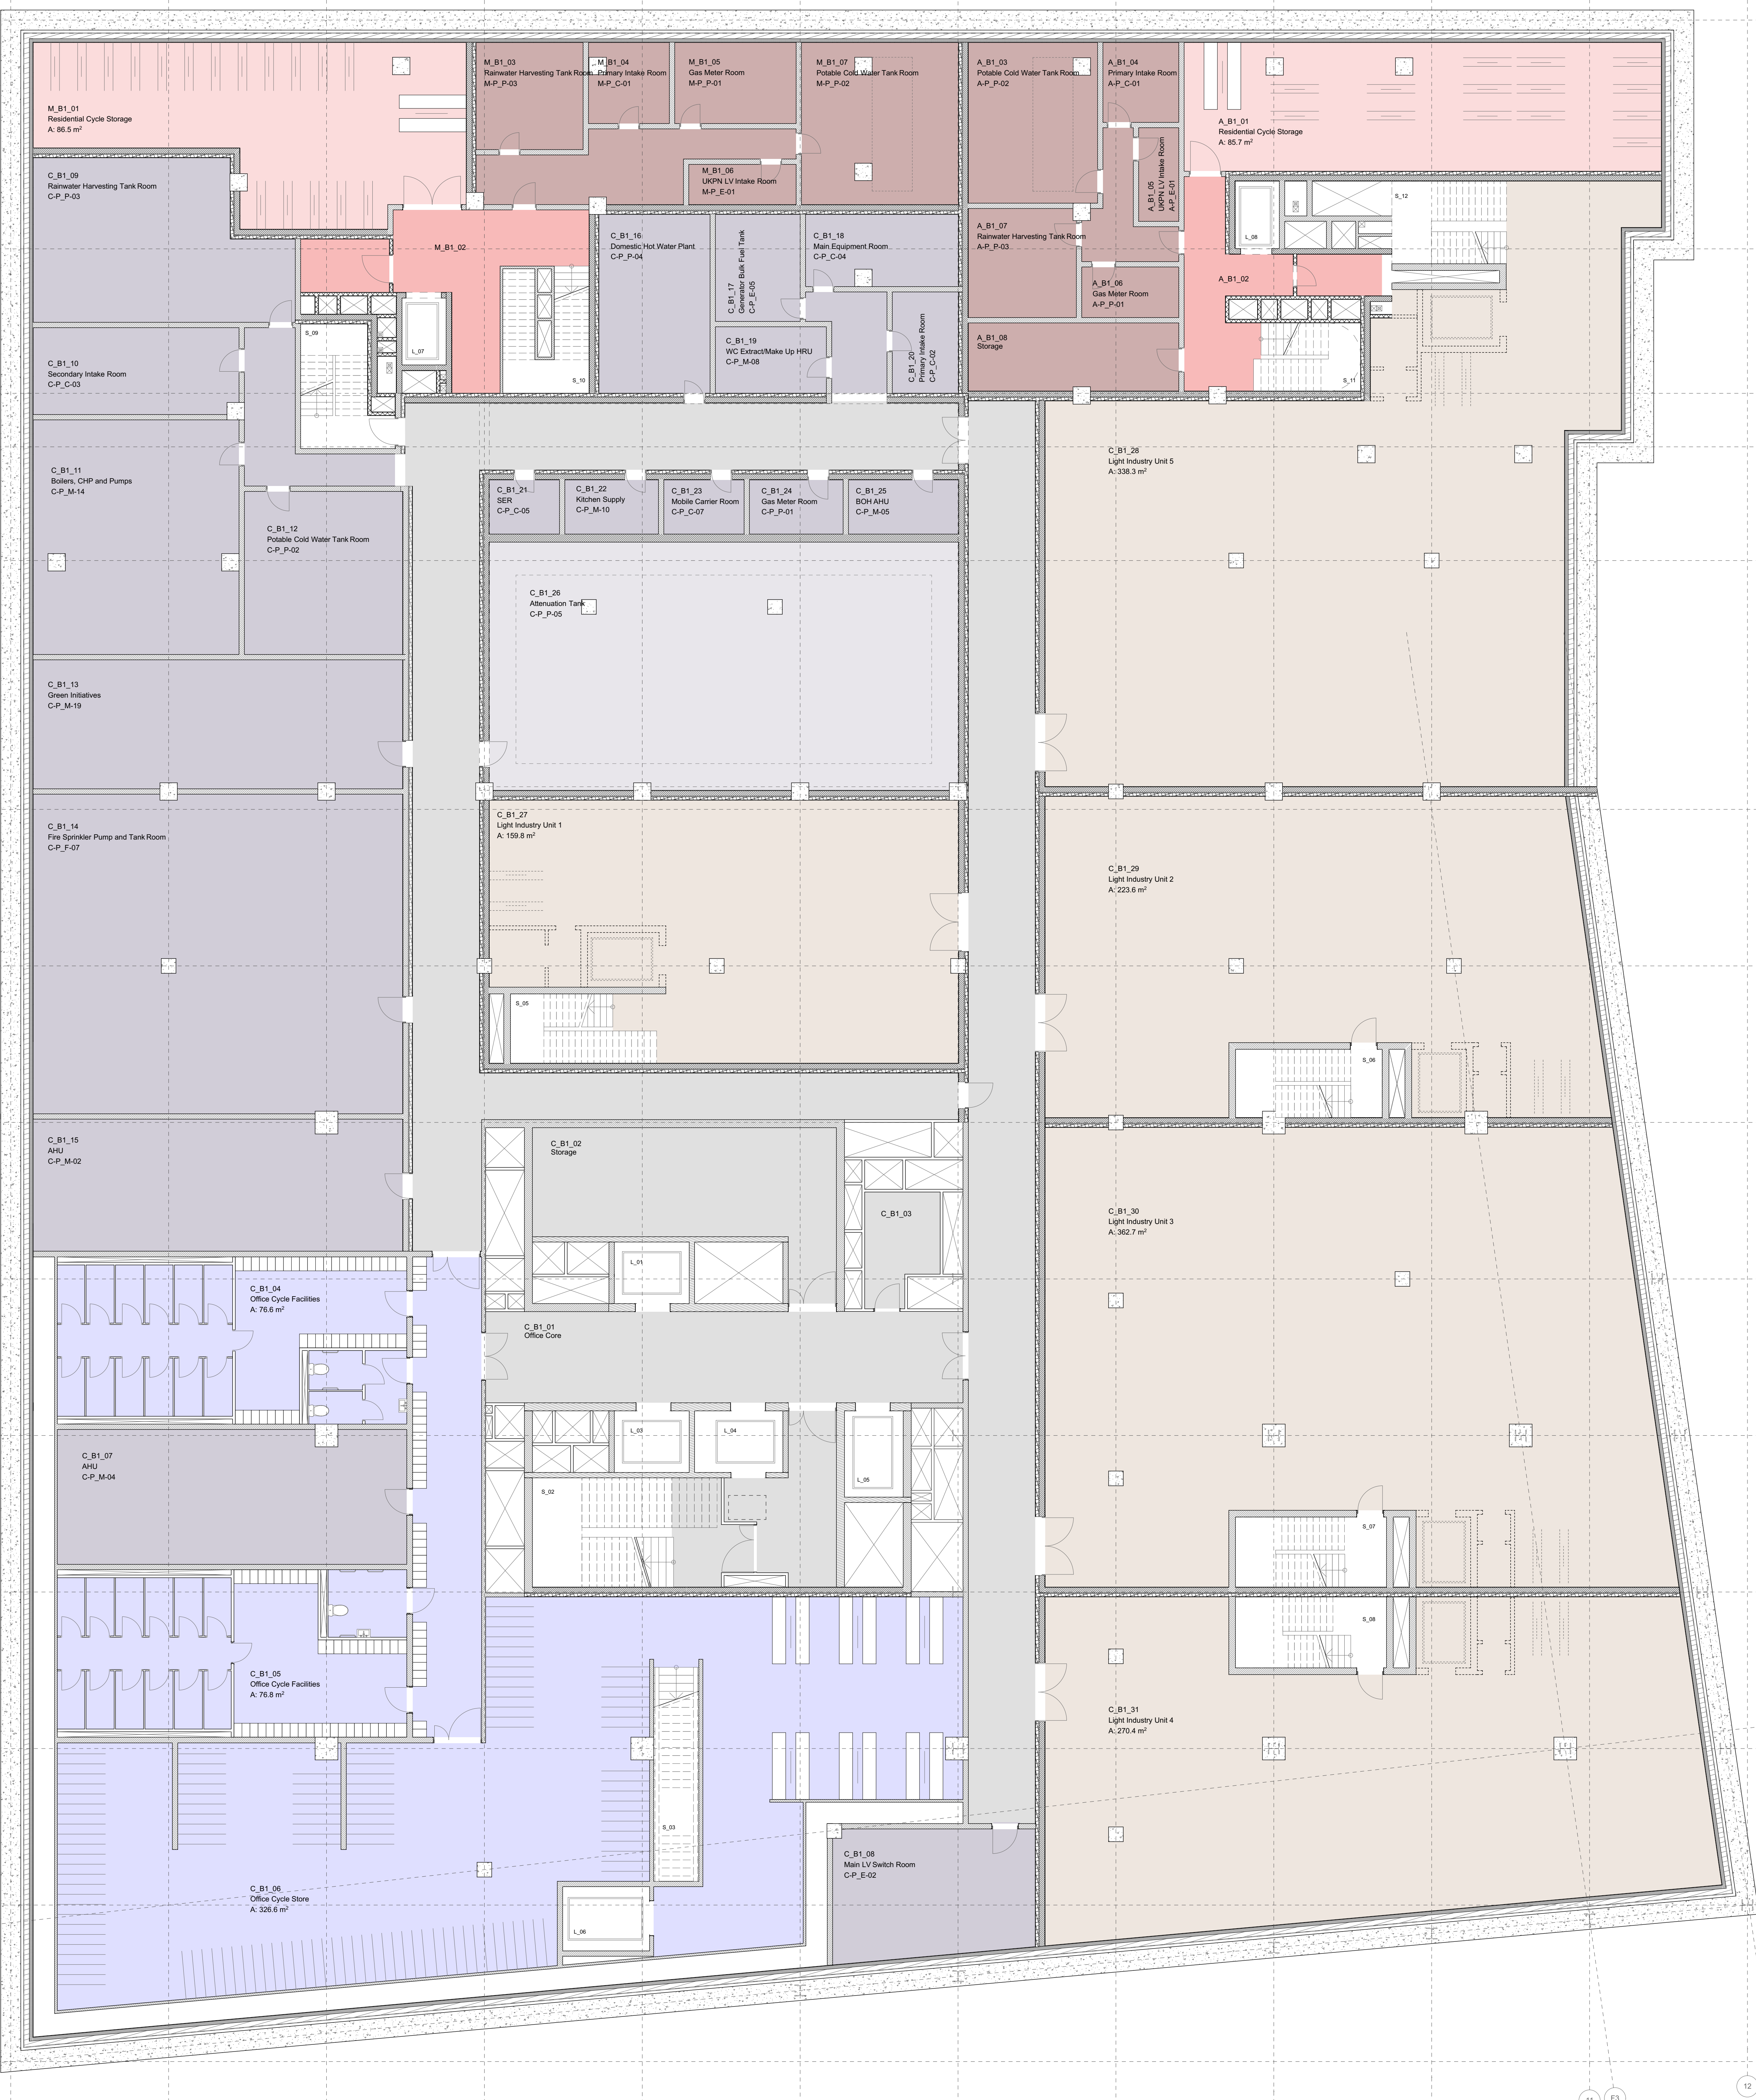 M_B1_01
Residential Cycle Storage
A: 86.5 m²
M_B1_03
Rainwater Harvesting Tank Room
M-P_P-03
M_B1_04
Primary Intake Room
M-P_C-01
M_B1_05
Gas Meter Room
M-P_P-01
M_B1_07
Potable Cold Water Tank Room
M-P_P-02
A_B1_03
Potable Cold Water Tank Room
A-P_P-02
A_B1_04
Primary Intake Room
A-P_C-01
A_B1_01
Residential Cycle Storage
A: 85.7 m²
C_B1_09
Rainwater Harvesting Tank Room
C-P_P-03
M_B1_06
UKPN LV Intake Room
M-P_E-01
A_B1_05
UKPN LV Intake Room
A-P_E-01
S_12
L_08
M_B1_02
C_B1_16
Domestic Hot Water Plant
C-P_P-04
C_B1_17
Generator Bulk Fuel Tank
C-P_E-05
C_B1_18
Main Equipment Room
C-P_C-04
A_B1_07
Rainwater Harvesting Tank Room
A-P_P-03
A_B1_02
A_B1_06
Gas Meter Room
A-P_P-01
S_09
L_07
S_10
C_B1_19
WC Extract/Make Up HRU
C-P_M-08
C_B1_20
Primary Intake Room
C-P_C-02
A_B1_08
Storage
S_11
C_B1_10
Secondary Intake Room
C-P_C-03
C_B1_11
Boilers, CHP and Pumps
C-P_M-14
C_B1_12
Potable Cold Water Tank Room
C-P_P-02
C_B1_21
SER
C-P_C-05
C_B1_22
Kitchen Supply
C-P_M-10
C_B1_23
Mobile Carrier Room
C-P_C-07
C_B1_24
Gas Meter Room
C-P_P-01
C_B1_25
BOH AHU
C-P_M-05
C_B1_28
Light Industry Unit 5
A: 338.3 m²
C_B1_26
Attenuation Tank
C-P_P-05
C_B1_13
Green Initiatives
C-P_M-19
C_B1_14
Fire Sprinkler Pump and Tank Room
C-P_F-07
C_B1_27
Light Industry Unit 1
A: 159.8 m²
C_B1_29
Light Industry Unit 2
A: 223.6 m²
S_05
S_06
C_B1_15
AHU
C-P_M-02
C_B1_02
Storage
C_B1_03
C_B1_30
Light Industry Unit 3
A: 362.7 m²
L_01
C_B1_04
Office Cycle Facilities
A: 76.6 m²
C_B1_01
Office Core
L_03
L_04
L_05
C_B1_07
AHU
C-P_M-04
S_02
S_07
S_08
C_B1_05
Office Cycle Facilities
A: 76.8 m²
C_B1_31
Light Industry Unit 4
A: 270.4 m²
S_03
C_B1_08
Main LV Switch Room
C-P_E-02
C_B1_06
Office Cycle Store
A: 326.6 m²
L_06
12
11
E3